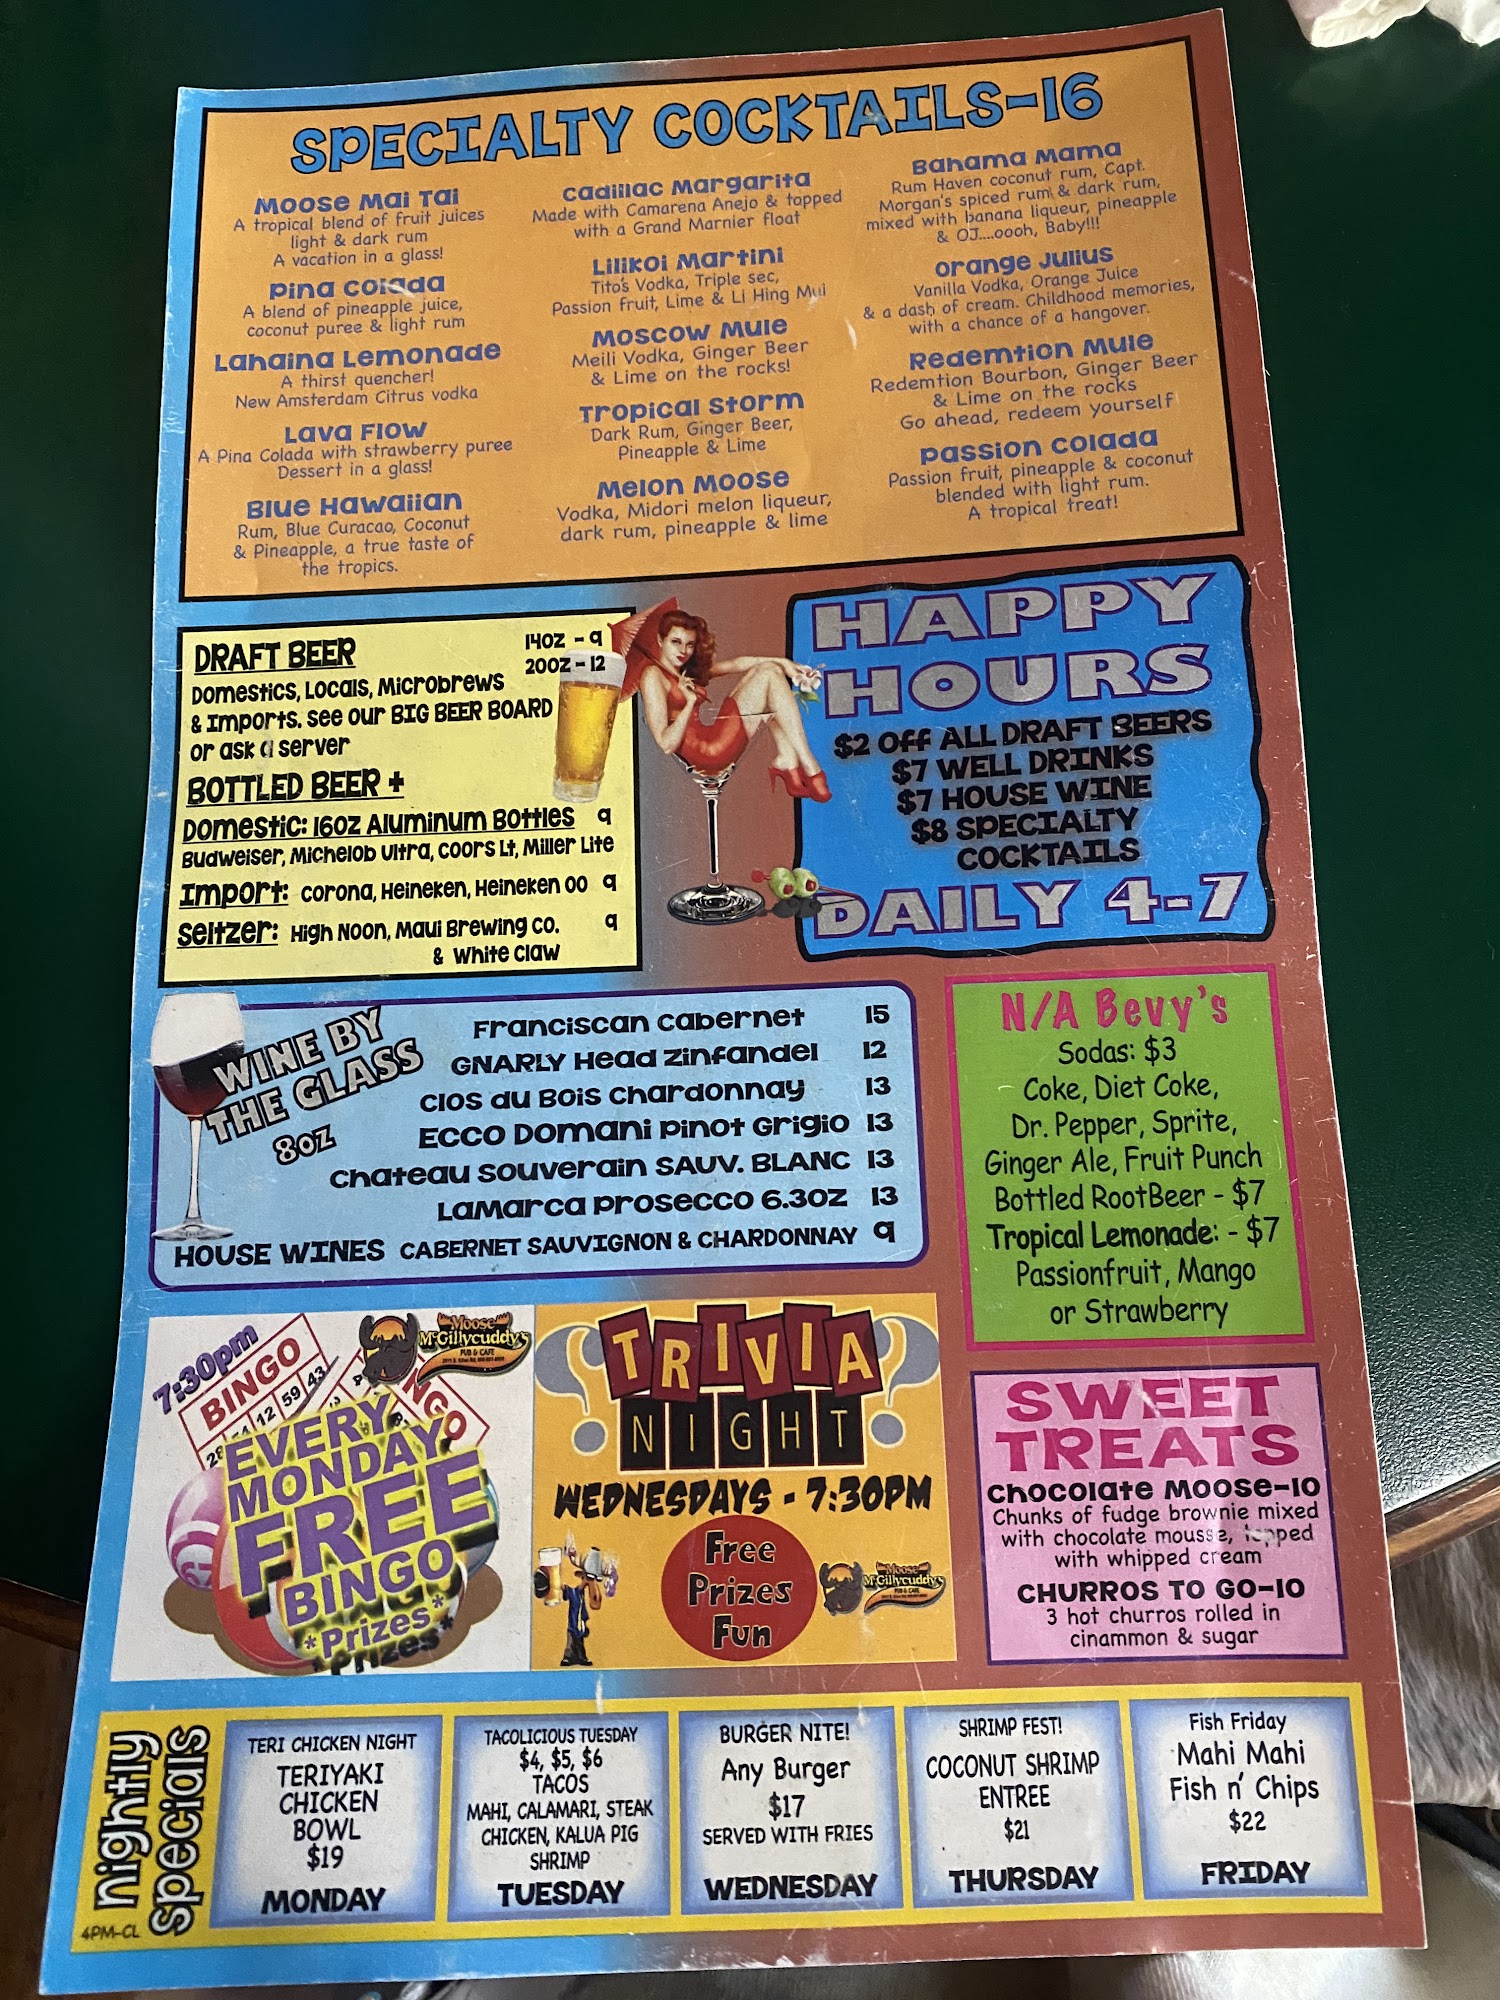 SPECIALTY COCKTAILS-16
Moose Mai Tai
A tropical blend of fruit juices
light & dark rum
A vacation in a glass!
Pina Colada
A blend of pineapple juice,
coconut puree & light rum
Lahaina Lemonade
A thirst quencher!
New Amsterdam Citrus vodka
Lava Flow
A Pina Colada with strawberry puree
Dessert in a glass!
Blue Hawaiian
Rum, Blue Curacao, Coconut
& Pineapple, a true taste of
the tropics.
Cadillac Margarita
Made with Camarena Anejo & topped
with a Grand Marnier float
Lilikoi Martini
Tito's Vodka, Triple sec,
Passion fruit, Lime & Li Hing Mui
Moscow Mule
Meili Vodka, Ginger Beer
& Lime on the rocks!
Tropical Storm
Dark Rum, Ginger Beer,
Pineapple & Lime
Melon Moose
Vodka, Midori melon liqueur,
dark rum, pineapple & lime
Bahama Mama
Rum Haven coconut rum, Capt.
Morgan's spiced rum & dark rum,
mixed with banana liqueur, pineapple
& OJ....oooh, Baby!!!
Orange Julius
Vanilla Vodka, Orange Juice
& a dash of cream. Childhood memories,
with a chance of a hangover.
Redemtion Mule
Redemtion Bourbon, Ginger Beer
& Lime on the rocks
Go ahead, redeem yourself
Passion Colada
Passion fruit, pineapple & coconut
blended with light rum.
A tropical treat!
DRAFT BEER 14oz - 9
20oz - 12
Domestics, Locals, Microbrews
& Imports. See our BIG BEER BOARD
or ask a server
BOTTLED BEER +
Domestic: 16oz Aluminum Bottles 9
Budweiser, Michelob Ultra, Coors Lt, Miller Lite
Import: Corona, Heineken, Heineken 00 9
Seltzer: High Noon, Maui Brewing Co. 9
& White Claw
HAPPY
HOURS
$2 Off ALL DRAFT BEERS
$7 WELL DRINKS
$7 HOUSE WINE
$8 SPECIALTY
COCKTAILS
DAILY 4-7
WINE BY
THE GLASS
8oz
Franciscan Cabernet 15
GNARLY Head Zinfandel 12
Clos du Bois Chardonnay 13
ECCO Domani Pinot Grigio 13
Chateau Souverain SAUV. BLANC 13
LaMarca Prosecco 6.3oz 13
HOUSE WINES CABERNET SAUVIGNON & CHARDONNAY 9
N/A Bevy's
Sodas: $3
Coke, Diet Coke,
Dr. Pepper, Sprite,
Ginger Ale, Fruit Punch
Bottled RootBeer - $7
Tropical Lemonade: - $7
Passionfruit, Mango
or Strawberry
7:30pm
BINGO
12 59 43
Moose
McGillycuddy's
PUB & CAFE
EVERY
MONDAY
FREE
BINGO
*Prizes*
TRIVIA
NIGHT
WEDNESDAYS - 7:30PM
Free
Prizes
Fun
Moose
McGillycuddy's
PUB & CAFE
SWEET
TREATS
Chocolate Moose-10
Chunks of fudge brownie mixed
with chocolate mousse, topped
with whipped cream
CHURROS TO GO-10
3 hot churros rolled in
cinammon & sugar
nightly
specials
4PM-CL
TERI CHICKEN NIGHT
TERIYAKI
CHICKEN
BOWL
$19
MONDAY
TACOLICIOUS TUESDAY
$4, $5, $6
TACOS
MAHI, CALAMARI, STEAK
CHICKEN, KALUA PIG
SHRIMP
TUESDAY
BURGER NITE!
Any Burger
$17
SERVED WITH FRIES
WEDNESDAY
SHRIMP FEST!
COCONUT SHRIMP
ENTREE
$21
THURSDAY
Fish Friday
Mahi Mahi
Fish n' Chips
$22
FRIDAY